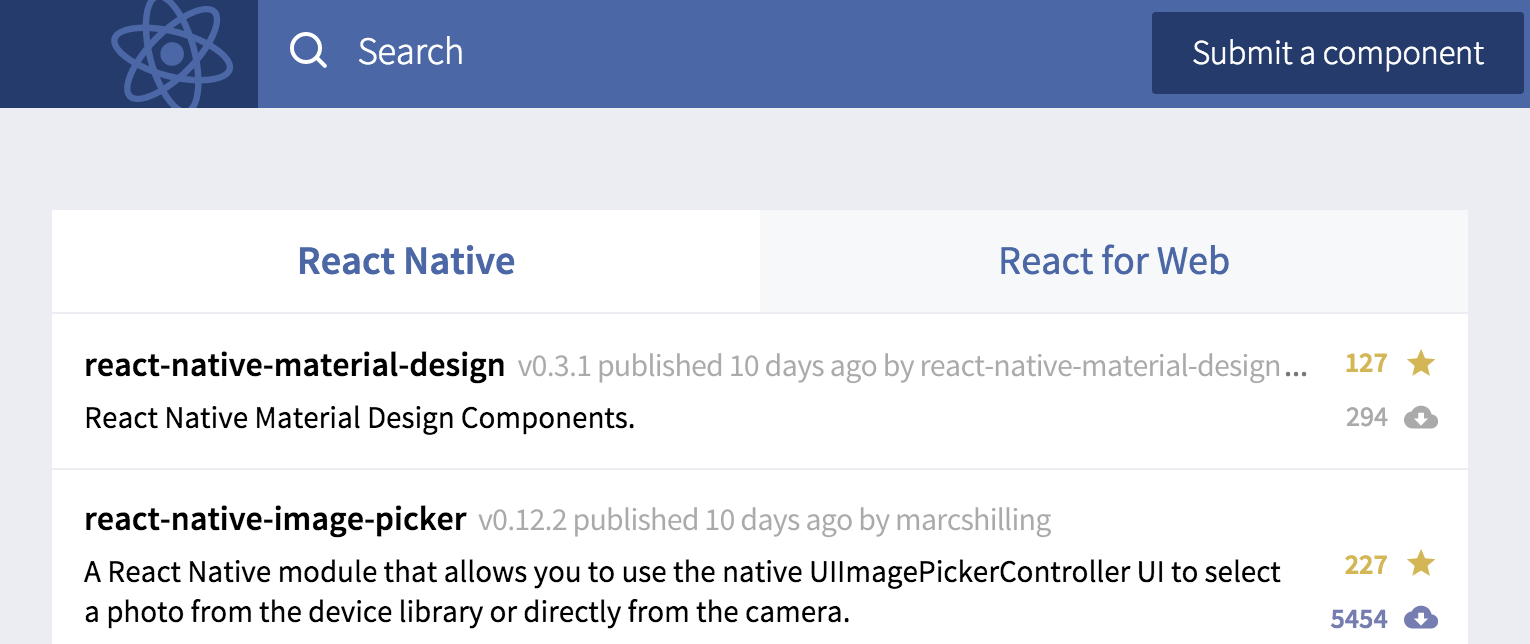 Search
Submit a component
React Native
React for Web
react-native-material-design v0.3.1 published 10 days ago by react-native-material-design...
127
React Native Material Design Components.
294
react-native-image-picker v0.12.2 published 10 days ago by marcshilling
A React Native module that allows you to use the native UIImagePickerController UI to select
a photo from the device library or directly from the camera.
227
5454